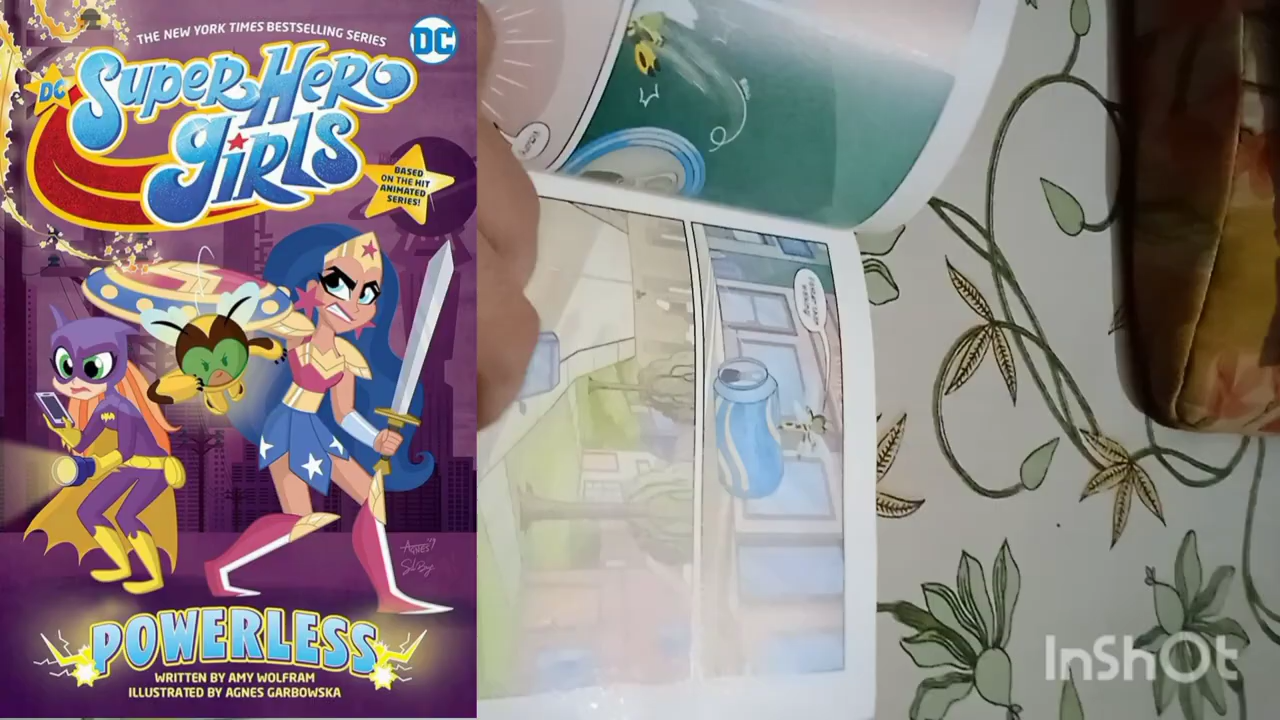 THE NEW YORK TIMES BESTSELLING SERIES
DC
DC
SUPER HERO
GIRLS
BASED
ON THE HIT
ANIMATED
SERIES!
AGNES
POWERLESS
WRITTEN BY AMY WOLFRAM
ILLUSTRATED BY AGNES GARBOWSKA
InShOt